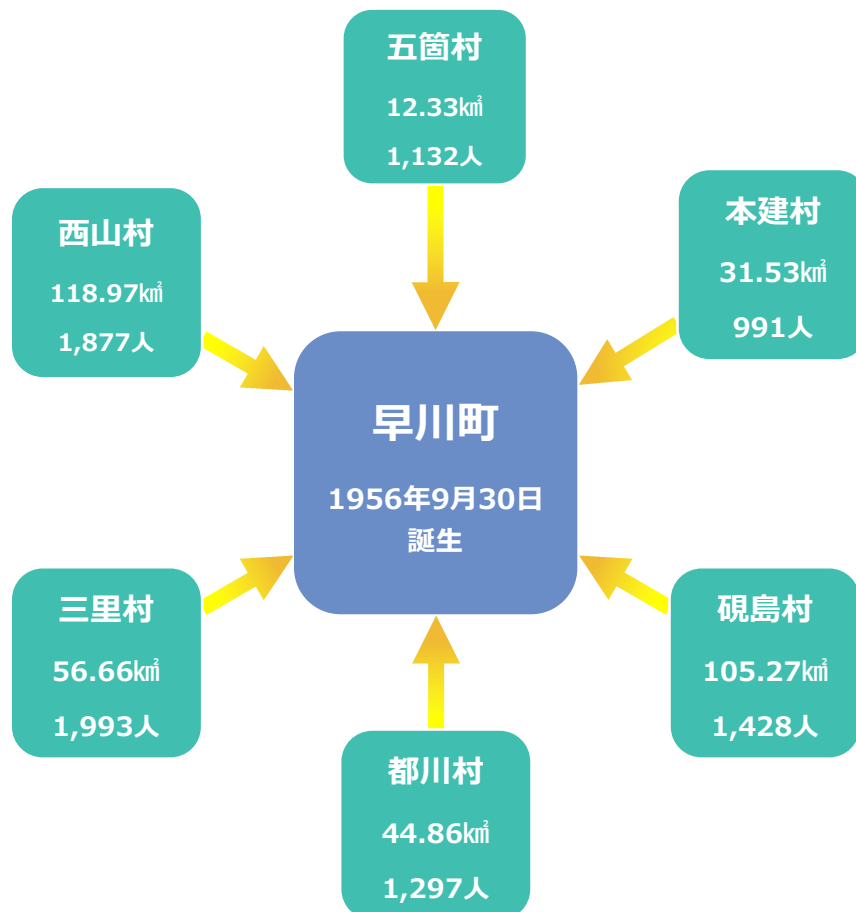 五箇村
12.33㎢
1,132人
本建村
31.53㎢
991人
西山村
118.97㎢
1,877人
早川町
1956年9月30日
誕生
三里村
56.66㎢
1,993人
硯島村
105.27㎢
1,428人
都川村
44.86㎢
1,297人